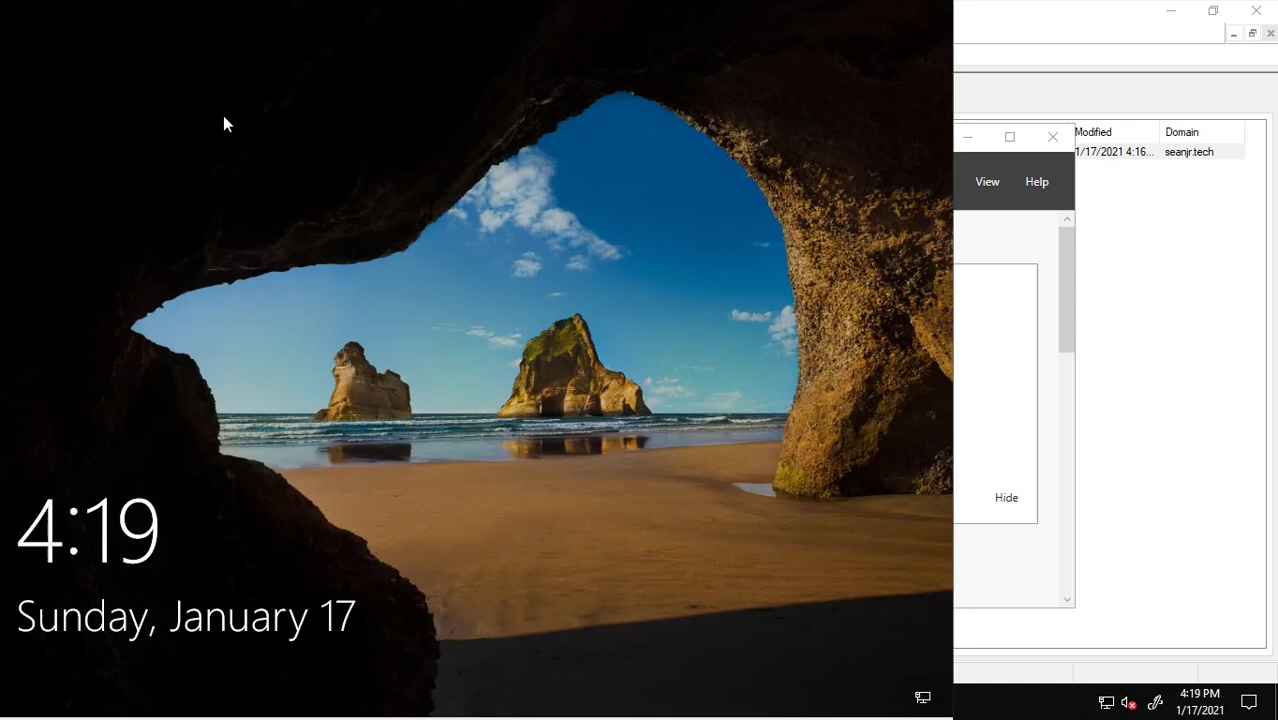 Modified Domain
1/17/2021 4:16... seanjr.tech
View Help
Hide
4:19
Sunday, January 17
4:19 PM
1/17/2021